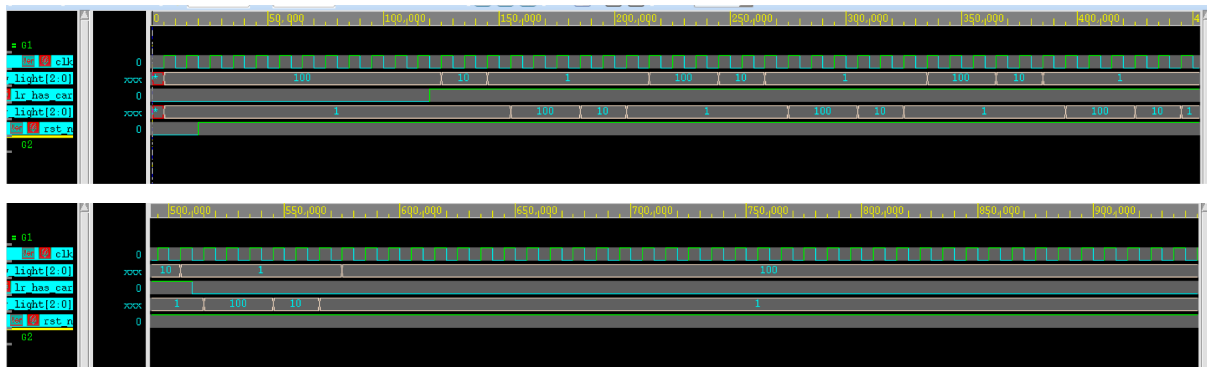 0 50,000 100,000 150,000 200,000 250,000 300,000 350,000 400,000 4
= G1
clk 0
light[2:0] 100 10 1 100 10 1 100 10 1
lr_has_car 0
light[2:0] 1 100 10 1 100 10 1 100 10 1
rst_n 0
G2
500,000 550,000 600,000 650,000 700,000 750,000 800,000 850,000 900,000
= G1
clk 0
light[2:0] 10 1 100
lr_has_car 0
light[2:0] 1 100 10 1
rst_n 0
G2